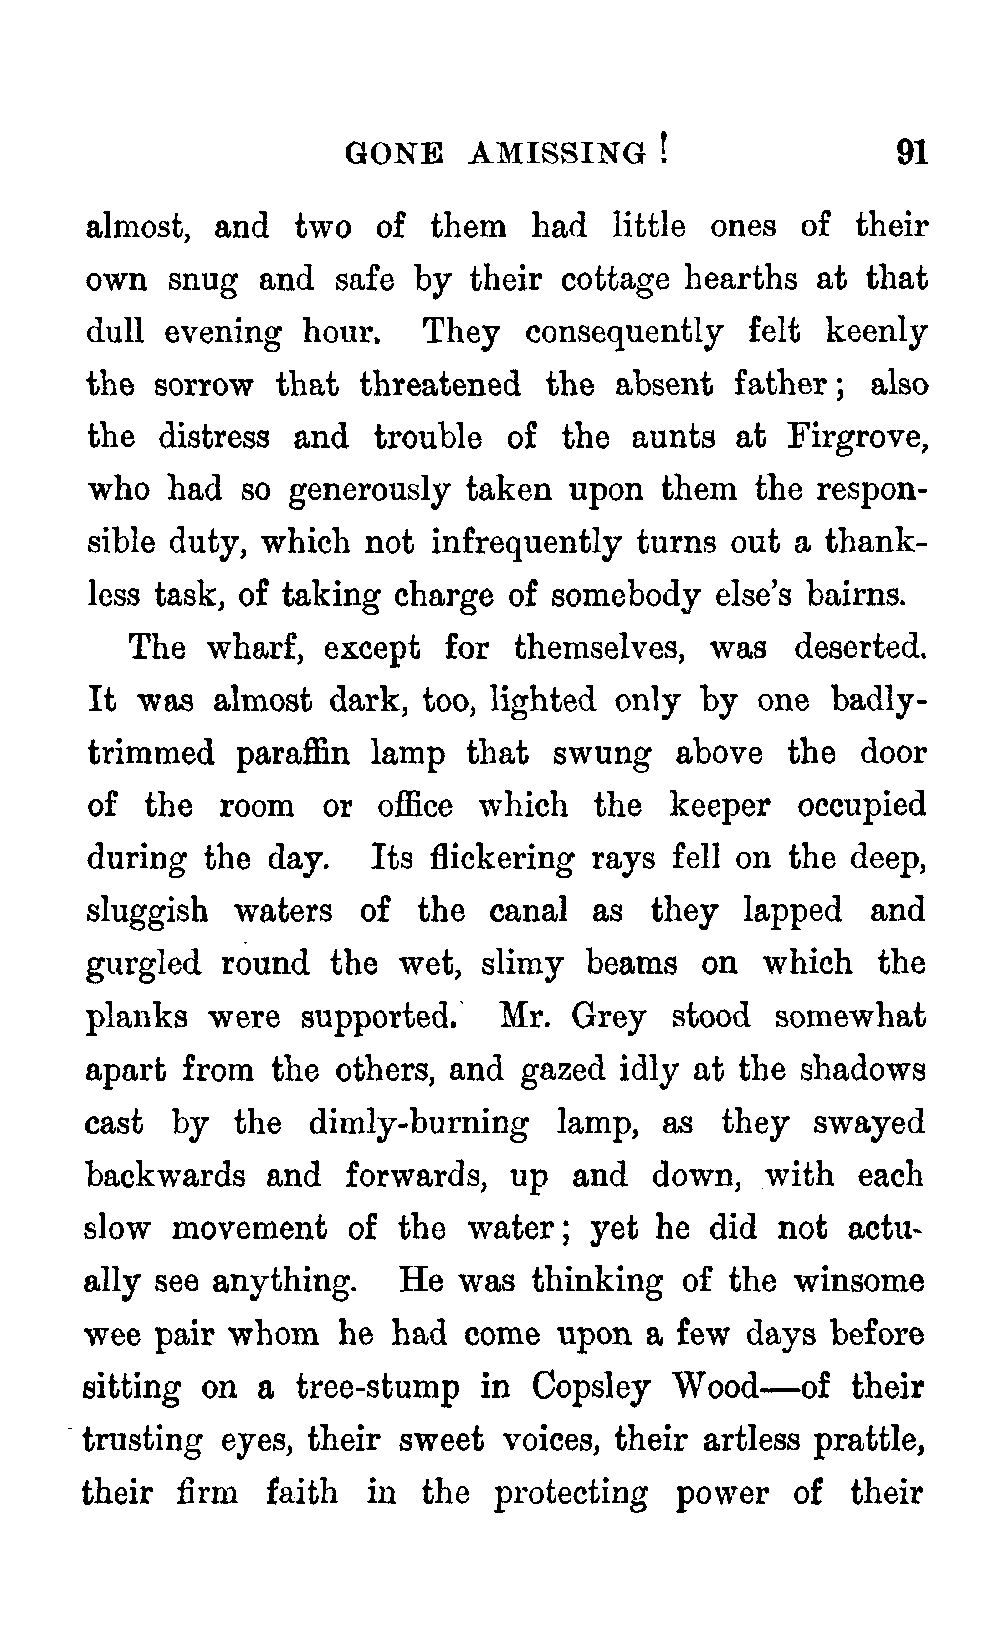 GONE AMISSING! 91
almost, and two of them had little ones of their
own snug and safe by their cottage hearths at that
dull evening hour. They consequently felt keenly
the sorrow that threatened the absent father; also
the distress and trouble of the aunts at Firgrove,
who had so generously taken upon them the respon-
sible duty, which not infrequently turns out a thank-
less task, of taking charge of somebody else's bairns.
The wharf, except for themselves, was deserted.
It was almost dark, too, lighted only by one badly-
trimmed paraffin lamp that swung above the door
of the room or office which the keeper occupied
during the day. Its flickering rays fell on the deep,
sluggish waters of the canal as they lapped and
gurgled round the wet, slimy beams on which the
planks were supported. Mr. Grey stood somewhat
apart from the others, and gazed idly at the shadows
cast by the dimly-burning lamp, as they swayed
backwards and forwards, up and down, with each
slow movement of the water; yet he did not actu-
ally see anything. He was thinking of the winsome
wee pair whom he had come upon a few days before
sitting on a tree-stump in Copsley Wood—of their
trusting eyes, their sweet voices, their artless prattle,
their firm faith in the protecting power of their